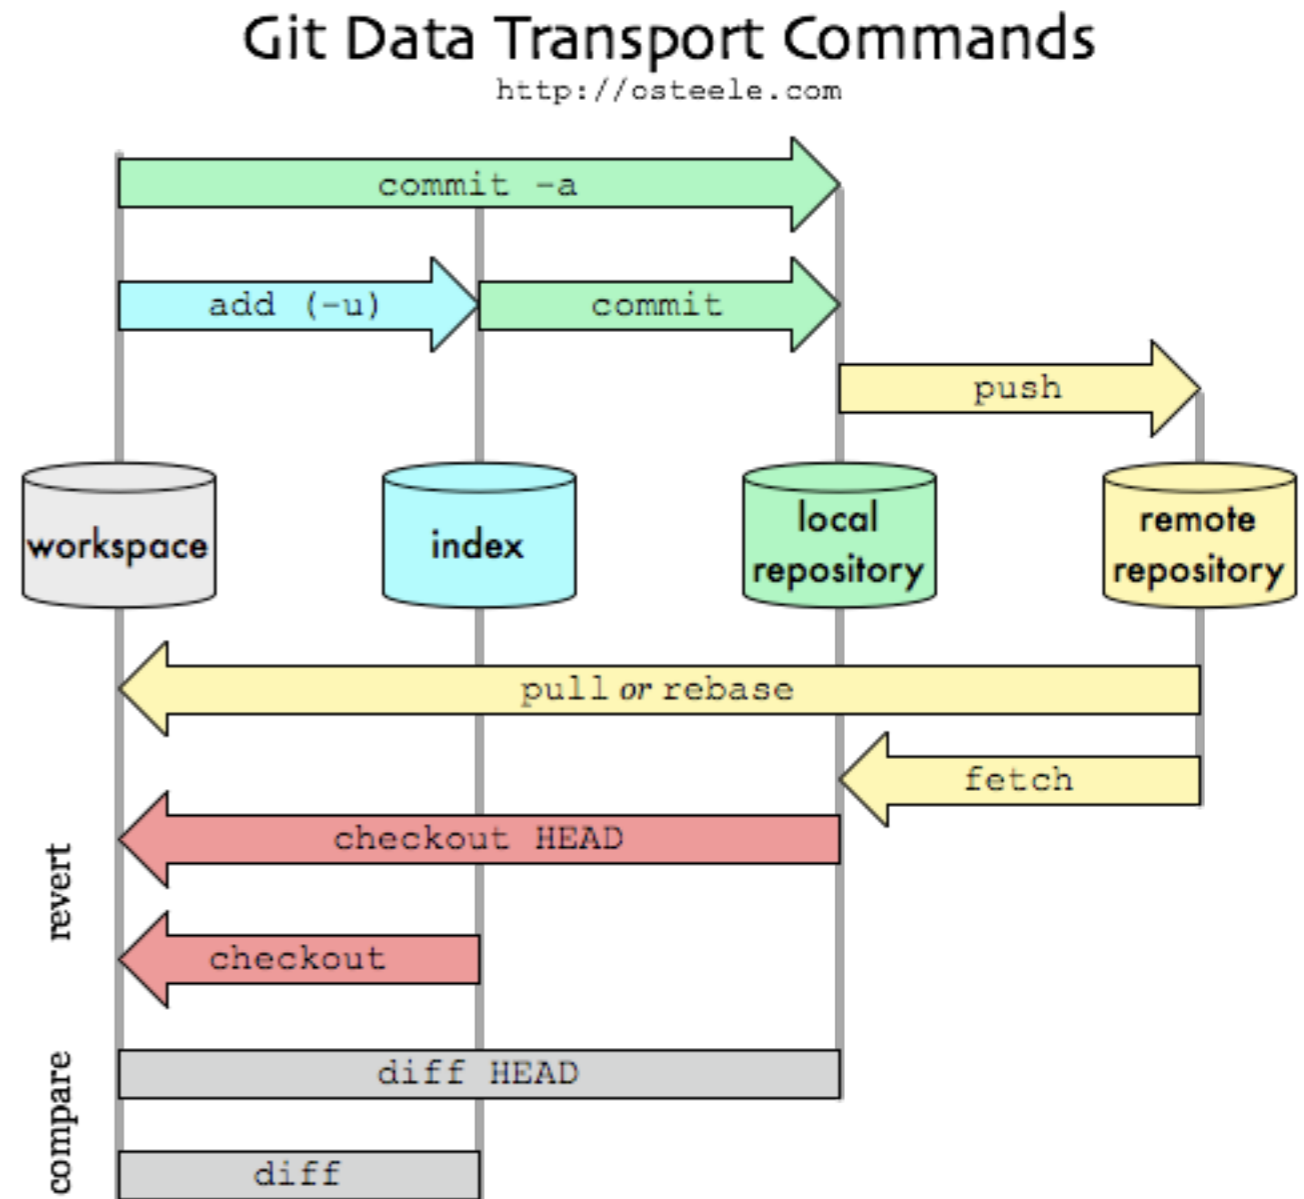 Git Data Transport Commands
http://osteele.com
commit -a
add (-u)
commit
push
workspace
index
local
repository
remote
repository
pull or rebase
fetch
revert
checkout HEAD
checkout
compare
diff HEAD
diff